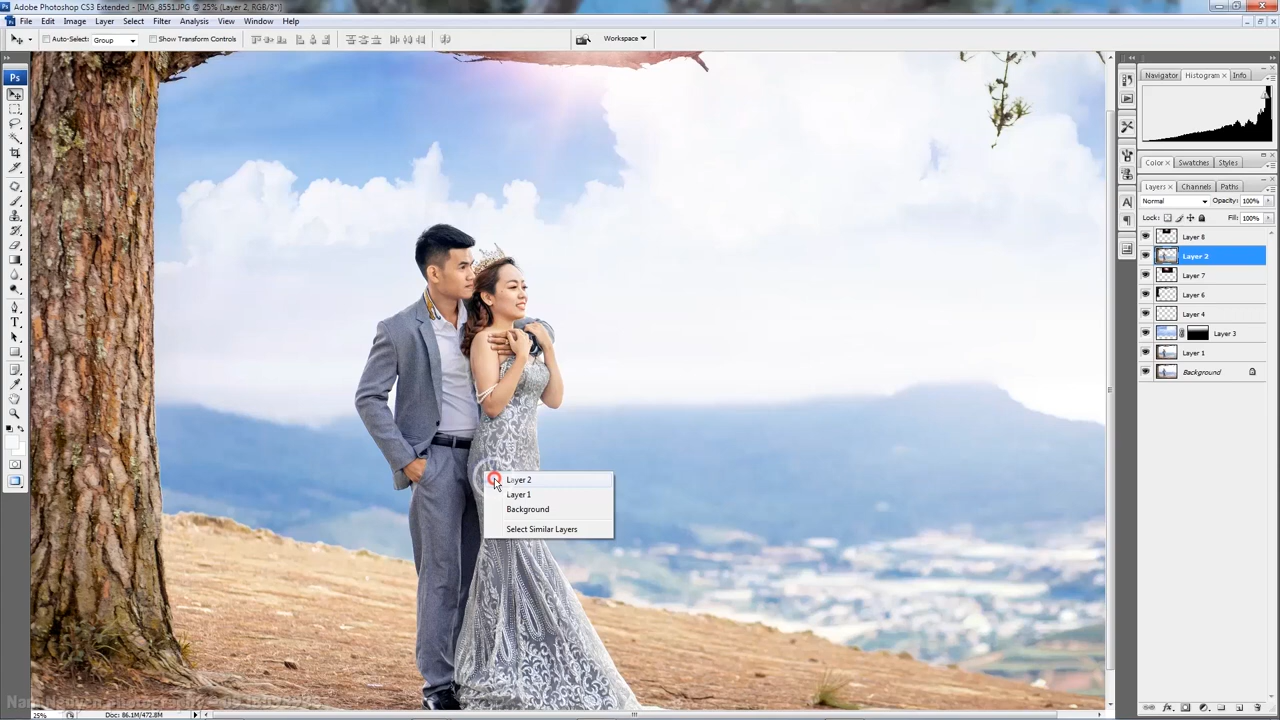 Adobe Photoshop CS3 Extended - [IMG_8551.JPG @ 25% (Layer 2, RGB/8*)]
File Edit Image Layer Select Filter Analysis View Window Help
Auto-Select: Group Show Transform Controls Workspace
Ps
Navigator Histogram Info
Color Swatches Styles
Layers Channels Paths
Normal Opacity: 100%
Lock: Fill: 100%
Layer 8
Layer 2
Layer 7
Layer 6
Layer 4
Layer 3
Layer 1
Background
Layer 2
Layer 1
Background
Select Similar Layers
25% Doc: 86.1M/472.8M